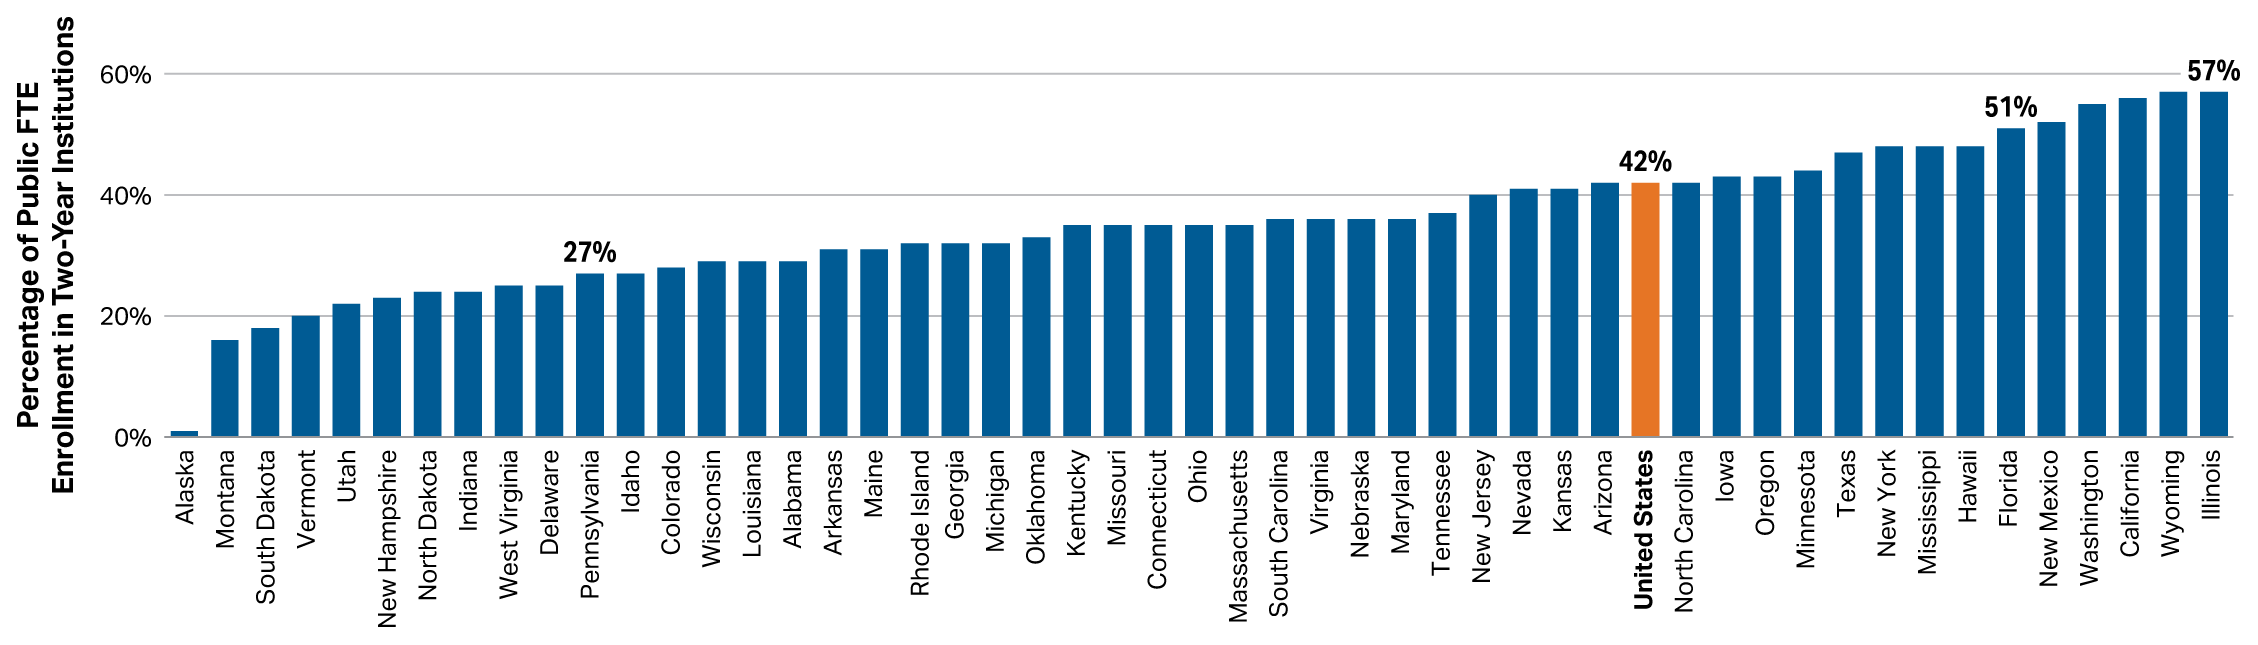 Percentage of Public FTE
Enrollment in Two-Year Institutions
60%
40%
20%
0%
27%
42%
51%
57%
Alaska
Montana
South Dakota
Vermont
Utah
New Hampshire
North Dakota
Indiana
West Virginia
Delaware
Pennsylvania
Idaho
Colorado
Wisconsin
Louisiana
Alabama
Arkansas
Maine
Rhode Island
Georgia
Michigan
Oklahoma
Kentucky
Missouri
Connecticut
Ohio
Massachusetts
South Carolina
Virginia
Nebraska
Maryland
Tennessee
New Jersey
Nevada
Kansas
Arizona
United States
North Carolina
Iowa
Oregon
Minnesota
Texas
New York
Mississippi
Hawaii
Florida
New Mexico
Washington
California
Wyoming
Illinois